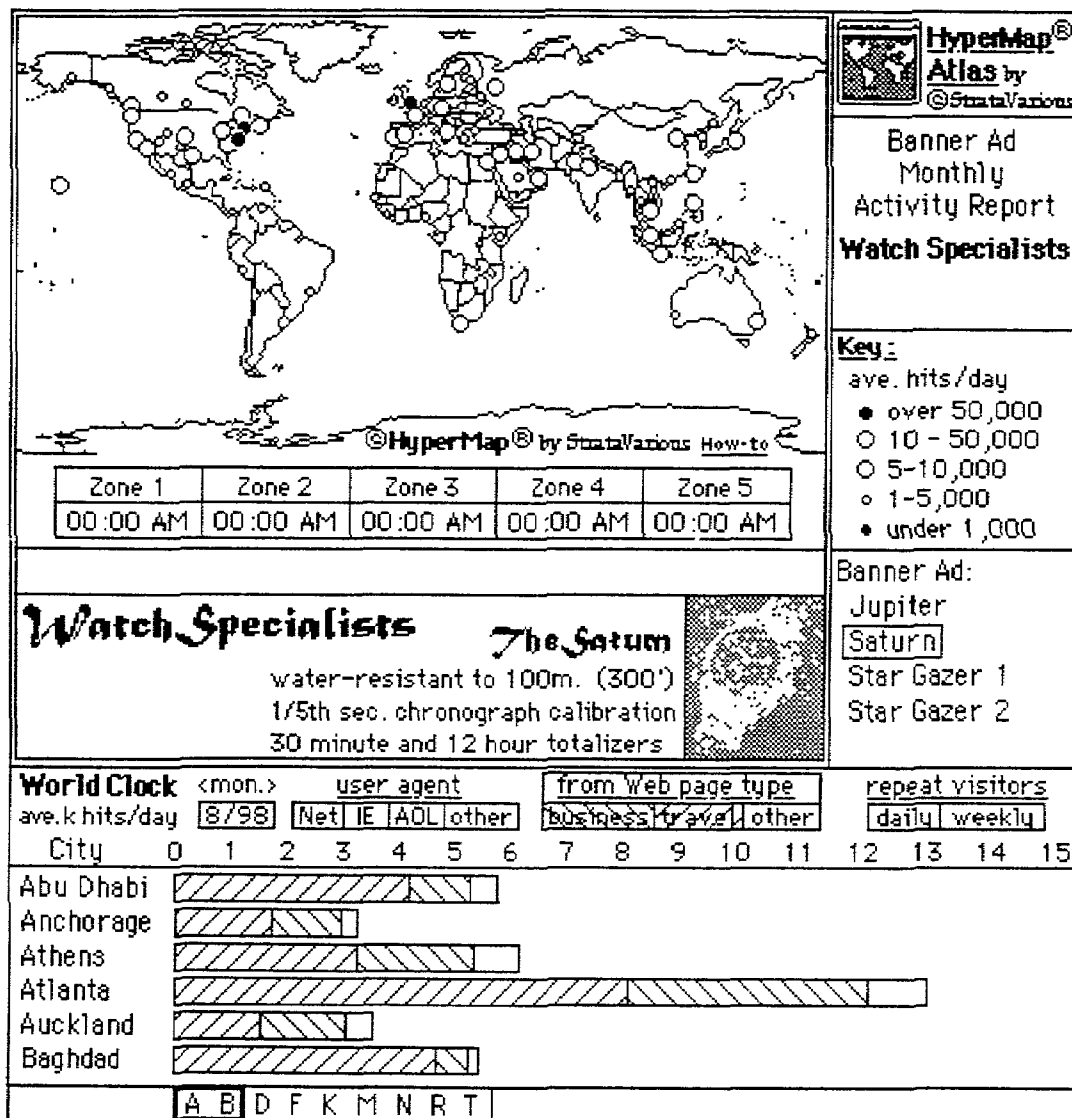 HyperMap®
Atlas by
©StrataVarious
Banner Ad
Monthly
Activity Report
Watch Specialists
Key:
ave. hits/day
over 50,000
10 - 50,000
5-10,000
1-5,000
under 1,000
©HyperMap® by StrataVarious How-to
Zone 1 Zone 2 Zone 3 Zone 4 Zone 5
00:00 AM 00:00 AM 00:00 AM 00:00 AM 00:00 AM
Watch Specialists
The Saturn
water-resistant to 100m. (300')
1/5th sec. chronograph calibration
30 minute and 12 hour totalizers
Banner Ad:
Jupiter
Saturn
Star Gazer 1
Star Gazer 2
World Clock <mon.> user agent from Web page type repeat visitors
ave.k hits/day 8/98 Net IE AOL other business travel other daily weekly
City 0 1 2 3 4 5 6 7 8 9 10 11 12 13 14 15
Abu Dhabi
Anchorage
Athens
Atlanta
Auckland
Baghdad
A B D F K M N R T